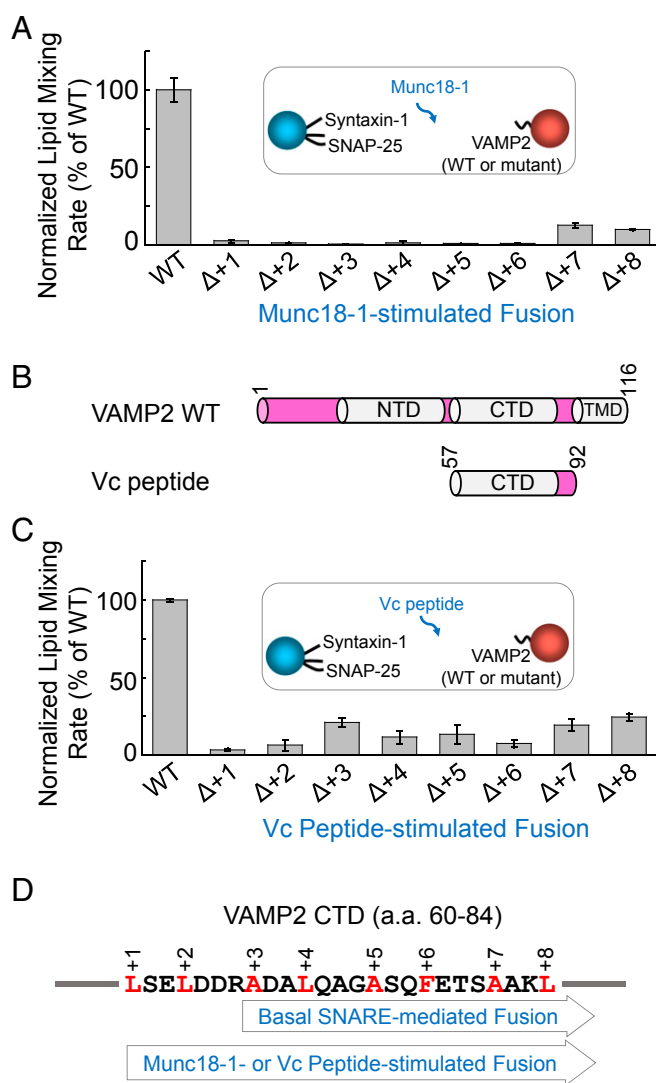 A
Normalized Lipid Mixing
Rate (% of WT)
100
50
0
Munc18-1
Syntaxin-1
SNAP-25
VAMP2
(WT or mutant)
WT
Δ+1
Δ+2
Δ+3
Δ+4
Δ+5
Δ+6
Δ+7
Δ+8
Munc18-1-stimulated Fusion
B
VAMP2 WT
1
NTD
CTD
TMD
116
Vc peptide
57
CTD
92
C
Normalized Lipid Mixing
Rate (% of WT)
100
50
0
Vc peptide
Syntaxin-1
SNAP-25
VAMP2
(WT or mutant)
WT
Δ+1
Δ+2
Δ+3
Δ+4
Δ+5
Δ+6
Δ+7
Δ+8
Vc Peptide-stimulated Fusion
D
VAMP2 CTD (a.a. 60-84)
+1 +2 +3 +4 +5 +6 +7 +8
LSELDDRADALQAGASQFETSAAKL
Basal SNARE-mediated Fusion
Munc18-1- or Vc Peptide-stimulated Fusion